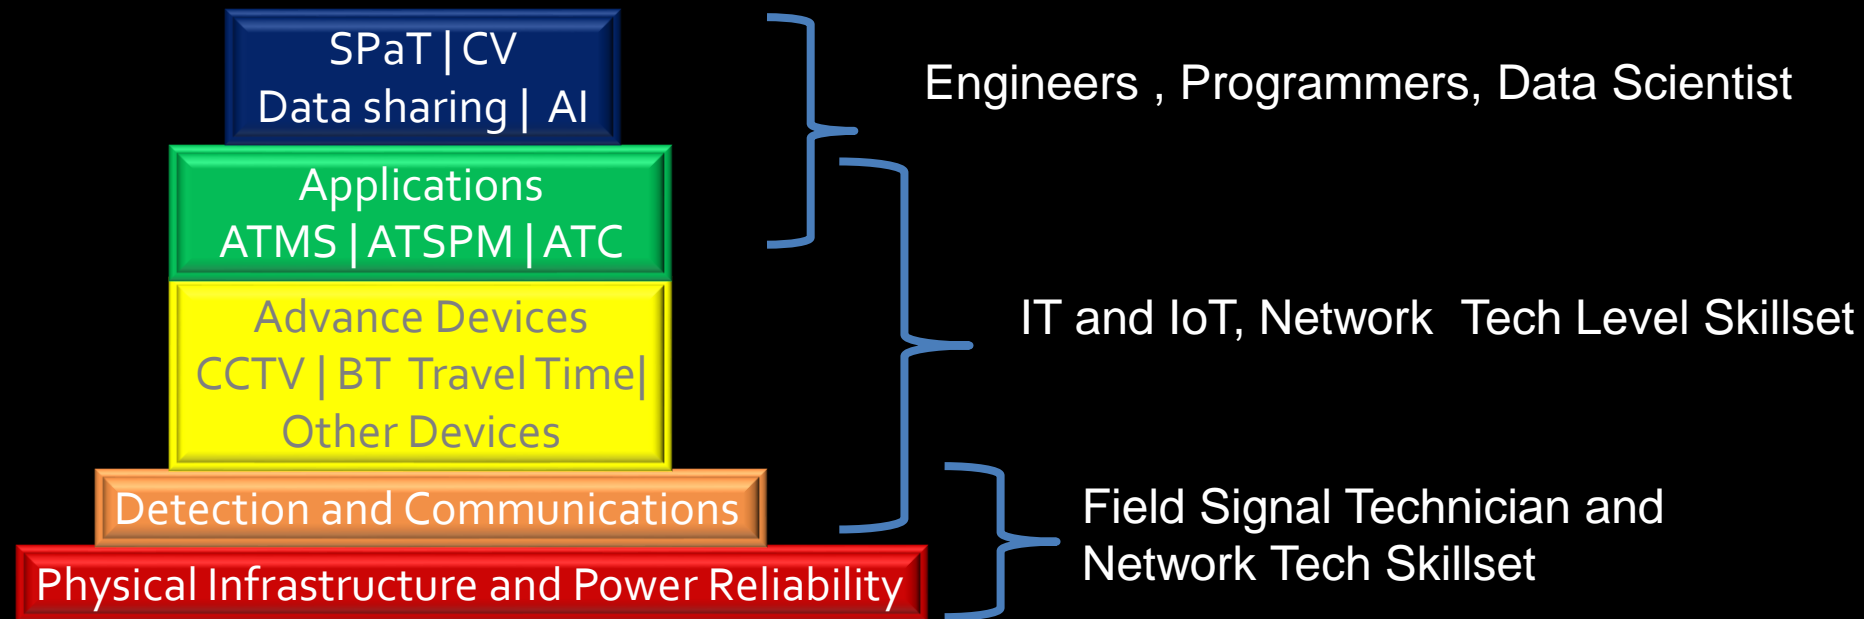 SPaT | CV
Data sharing | AI
Engineers , Programmers, Data Scientist
Applications
ATMS | ATSPM | ATC
Advance Devices
CCTV | BT Travel Time|
Other Devices
IT and IoT, Network Tech Level Skillset
Detection and Communications
Field Signal Technician and
Network Tech Skillset
Physical Infrastructure and Power Reliability